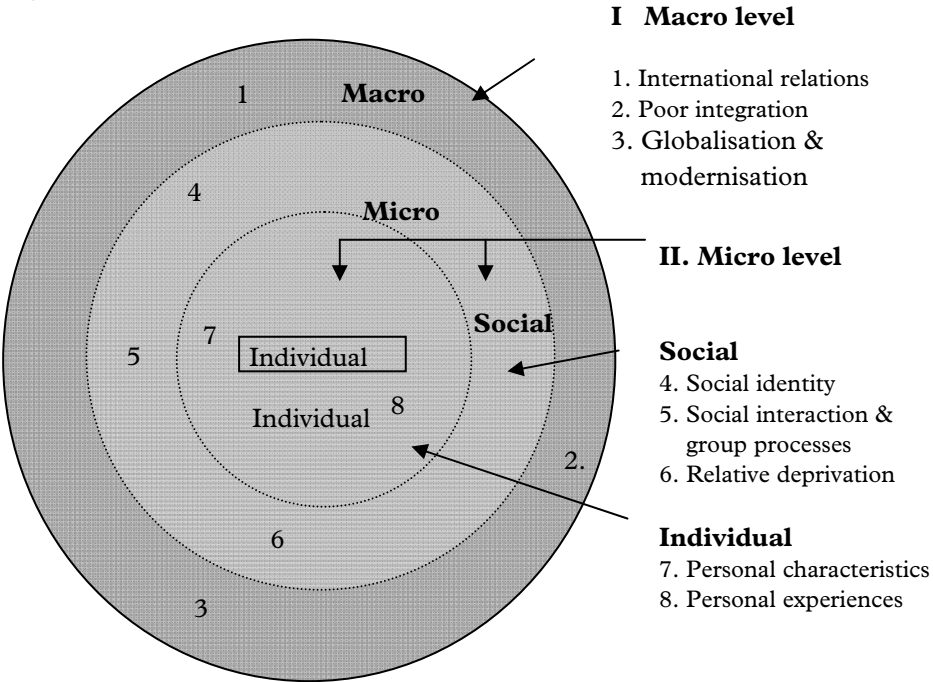 I Macro level
1. International relations
2. Poor integration
3. Globalisation &
modernisation
1
Macro
4
Micro
II. Micro level
7
Social
5
Individual
Social
4. Social identity
8
5. Social interaction &
Individual
group processes
2.
6. Relative deprivation
6
Individual
7. Personal characteristics
3
8. Personal experiences